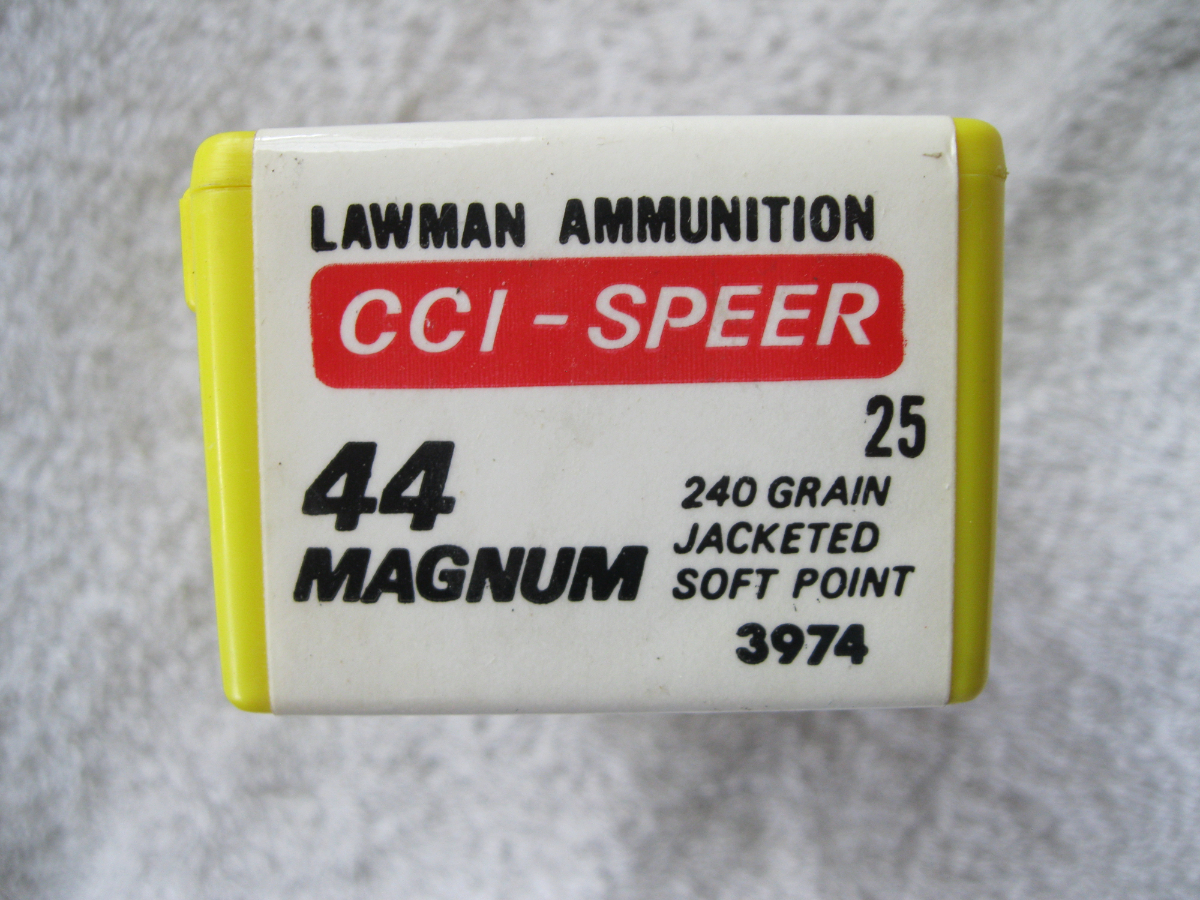 LAWMAN AMMUNITION
CCI - SPEER
25
44
MAGNUM
240 GRAIN
JACKETED
SOFT POINT
3974